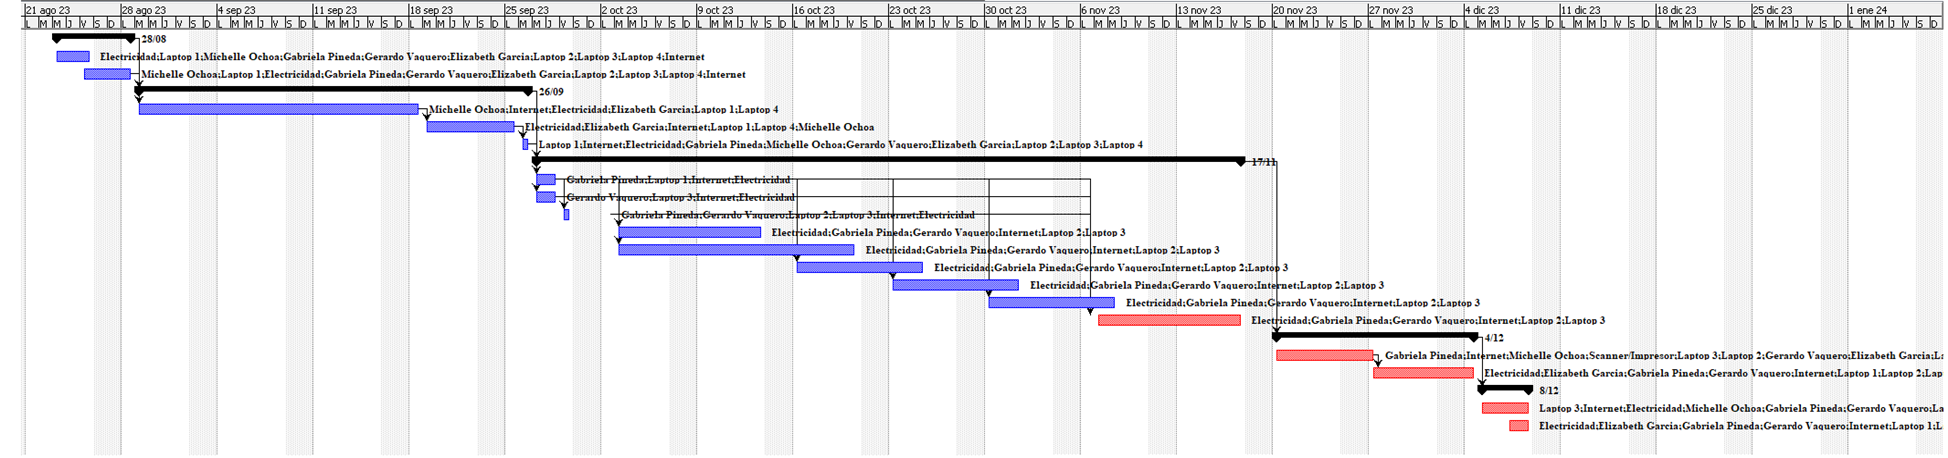 21 ago 23 28 ago 23 4 sep 23 11 sep 23 18 sep 23 25 sep 23 2 oct 23 9 oct 23 16 oct 23 23 oct 23 30 oct 23 6 nov 23 13 nov 23 20 nov 23 27 nov 23 4 dic 23 11 dic 23 18 dic 23 25 dic 23 1 ene 24
L M M J V S D L M M J V S D L M M J V S D L M M J V S D L M M J V S D L M M J V S D L M M J V S D L M M J V S D L M M J V S D L M M J V S D L M M J V S D L M M J V S D L M M J V S D L M M J V S D L M M J V S D L M M J V S D L M M J V S D L M M J V S D L M M J V S D L M M J V S D
28/08
Electricidad;Laptop 1;Michelle Ochoa;Gabriela Pineda;Gerardo Vaquero;Elizabeth Garcia;Laptop 2;Laptop 3;Laptop 4;Internet
Michelle Ochoa;Laptop 1;Electricidad;Gabriela Pineda;Gerardo Vaquero;Elizabeth Garcia;Laptop 2;Laptop 3;Laptop 4;Internet
26/09
Michelle Ochoa;Internet;Electricidad;Elizabeth Garcia;Laptop 1;Laptop 4
Electricidad;Elizabeth Garcia;Internet;Laptop 1;Laptop 4;Michelle Ochoa
Laptop 1;Internet;Electricidad;Gabriela Pineda;Michelle Ochoa;Gerardo Vaquero;Elizabeth Garcia;Laptop 2;Laptop 3;Laptop 4
17/11
Gabriela Pineda;Laptop 1;Internet;Electricidad
Gerardo Vaquero;Laptop 3;Internet;Electricidad
Gabriela Pineda;Gerardo Vaquero;Laptop 2;Laptop 3;Internet;Electricidad
Electricidad;Gabriela Pineda;Gerardo Vaquero;Internet;Laptop 2;Laptop 3
Electricidad;Gabriela Pineda;Gerardo Vaquero;Internet;Laptop 2;Laptop 3
Electricidad;Gabriela Pineda;Gerardo Vaquero;Internet;Laptop 2;Laptop 3
Electricidad;Gabriela Pineda;Gerardo Vaquero;Internet;Laptop 2;Laptop 3
Electricidad;Gabriela Pineda;Gerardo Vaquero;Internet;Laptop 2;Laptop 3
Electricidad;Gabriela Pineda;Gerardo Vaquero;Internet;Laptop 2;Laptop 3
4/12
Gabriela Pineda;Internet;Michelle Ochoa;Scanner/Impresor;Laptop 3;Laptop 2;Gerardo Vaquero;Elizabeth Garcia;La
Electricidad;Elizabeth Garcia;Gabriela Pineda;Gerardo Vaquero;Internet;Laptop 1;Laptop 2;Lap
8/12
Laptop 3;Internet;Electricidad;Michelle Ochoa;Gabriela Pineda;Gerardo Vaquero;La
Electricidad;Elizabeth Garcia;Gabriela Pineda;Gerardo Vaquero;Internet;Laptop 1;L